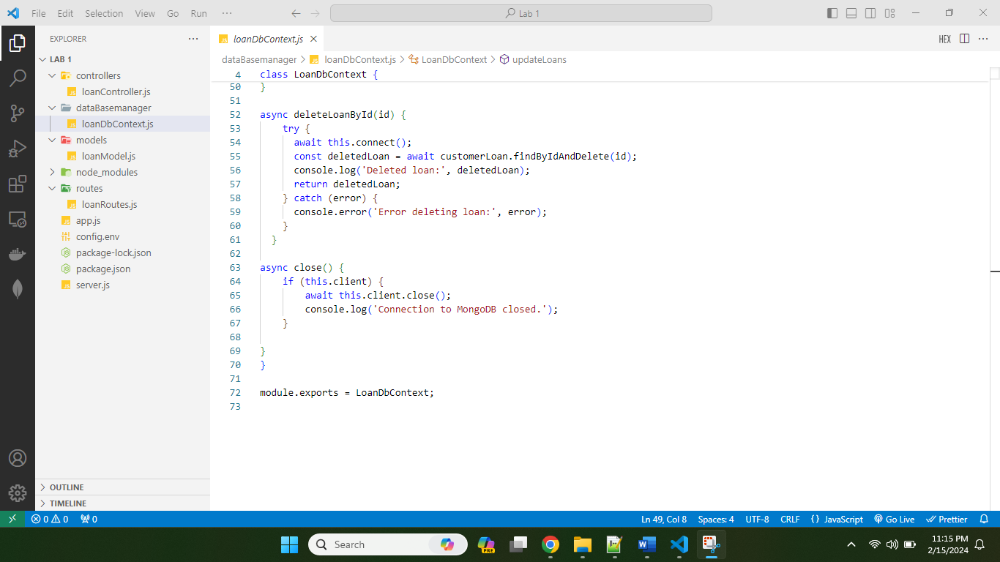 File Edit Selection View Go Run ··· Lab 1
EXPLORER ···
LAB 1
controllers
loanController.js
dataBasemanager
loanDbContext.js
models
loanModel.js
node_modules
routes
loanRoutes.js
app.js
config.env
package-lock.json
package.json
server.js
OUTLINE
TIMELINE
loanDbContext.js HEX ···
dataBasemanager > loanDbContext.js > LoanDbContext > updateLoans
4 class LoanDbContext {
50 }
51
52 async deleteLoanById(id) {
53 try {
54 await this.connect();
55 const deletedLoan = await customerLoan.findByIdAndDelete(id);
56 console.log('Deleted loan:', deletedLoan);
57 return deletedLoan;
58 } catch (error) {
59 console.error('Error deleting loan:', error);
60 }
61 }
62
63 async close() {
64 if (this.client) {
65 await this.client.close();
66 console.log('Connection to MongoDB closed.');
67 }
68
69 }
70 }
71
72 module.exports = LoanDbContext;
73
0 0 0 Ln 49, Col 8 Spaces: 4 UTF-8 CRLF {} JavaScript Go Live Prettier
Search PRE 11:15 PM
2/15/2024